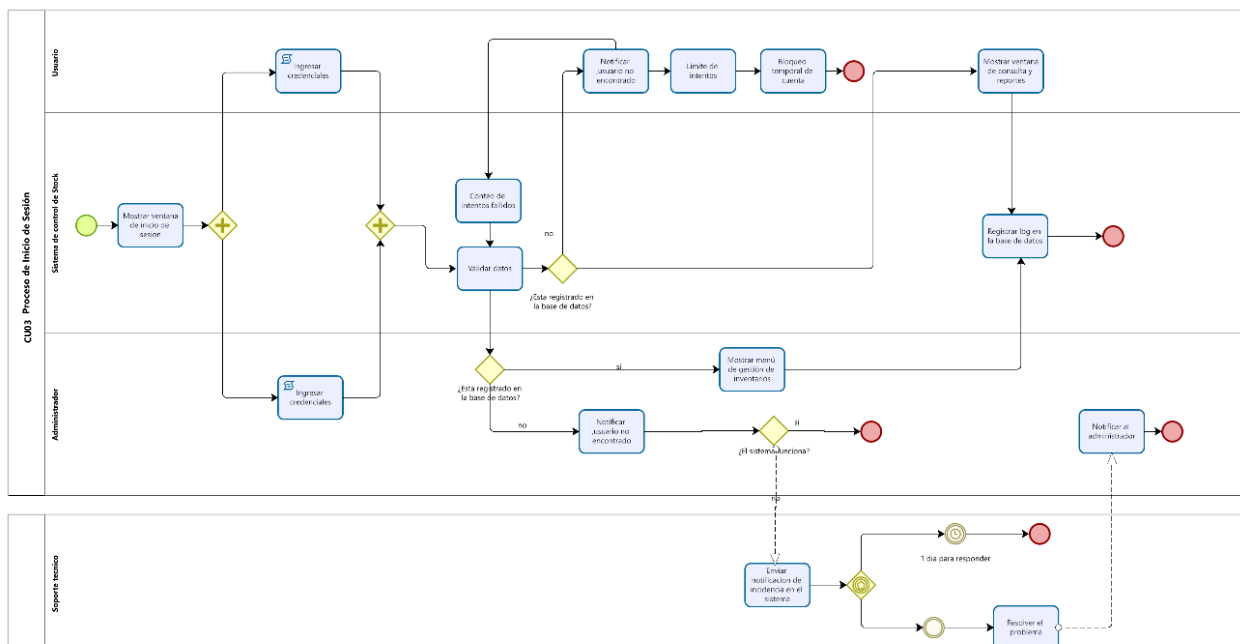 CU03 Proceso de Inicio de Sesión
Usuario
Ingresar
credenciales
Notificar
,usuario no
encontrado
Limite de
intentos
Bloqueo
temporal de
cuenta
Mostrar ventana
de consulta y
reportes
Sistema de control de Stock
Mostrar ventana
de inicio de
sesion
Conteo de
intentos fallidos
no
Validar datos
¿Esta registrado en
la base de datos?
Registrar log en
la base de datos
Administrador
Ingresar
credenciales
¿Esta registrado en
la base de datos?
si
Mostrar menú
de gestión de
inventarios
no
Notificar
,usuario no
encontrado
¿El sistema funciona?
si
no
Notificar al
administrador
Soporte tecnico
Enviar
notificacion de
incidencia en el
sistema
1 dia para responder
Resolver el
problema